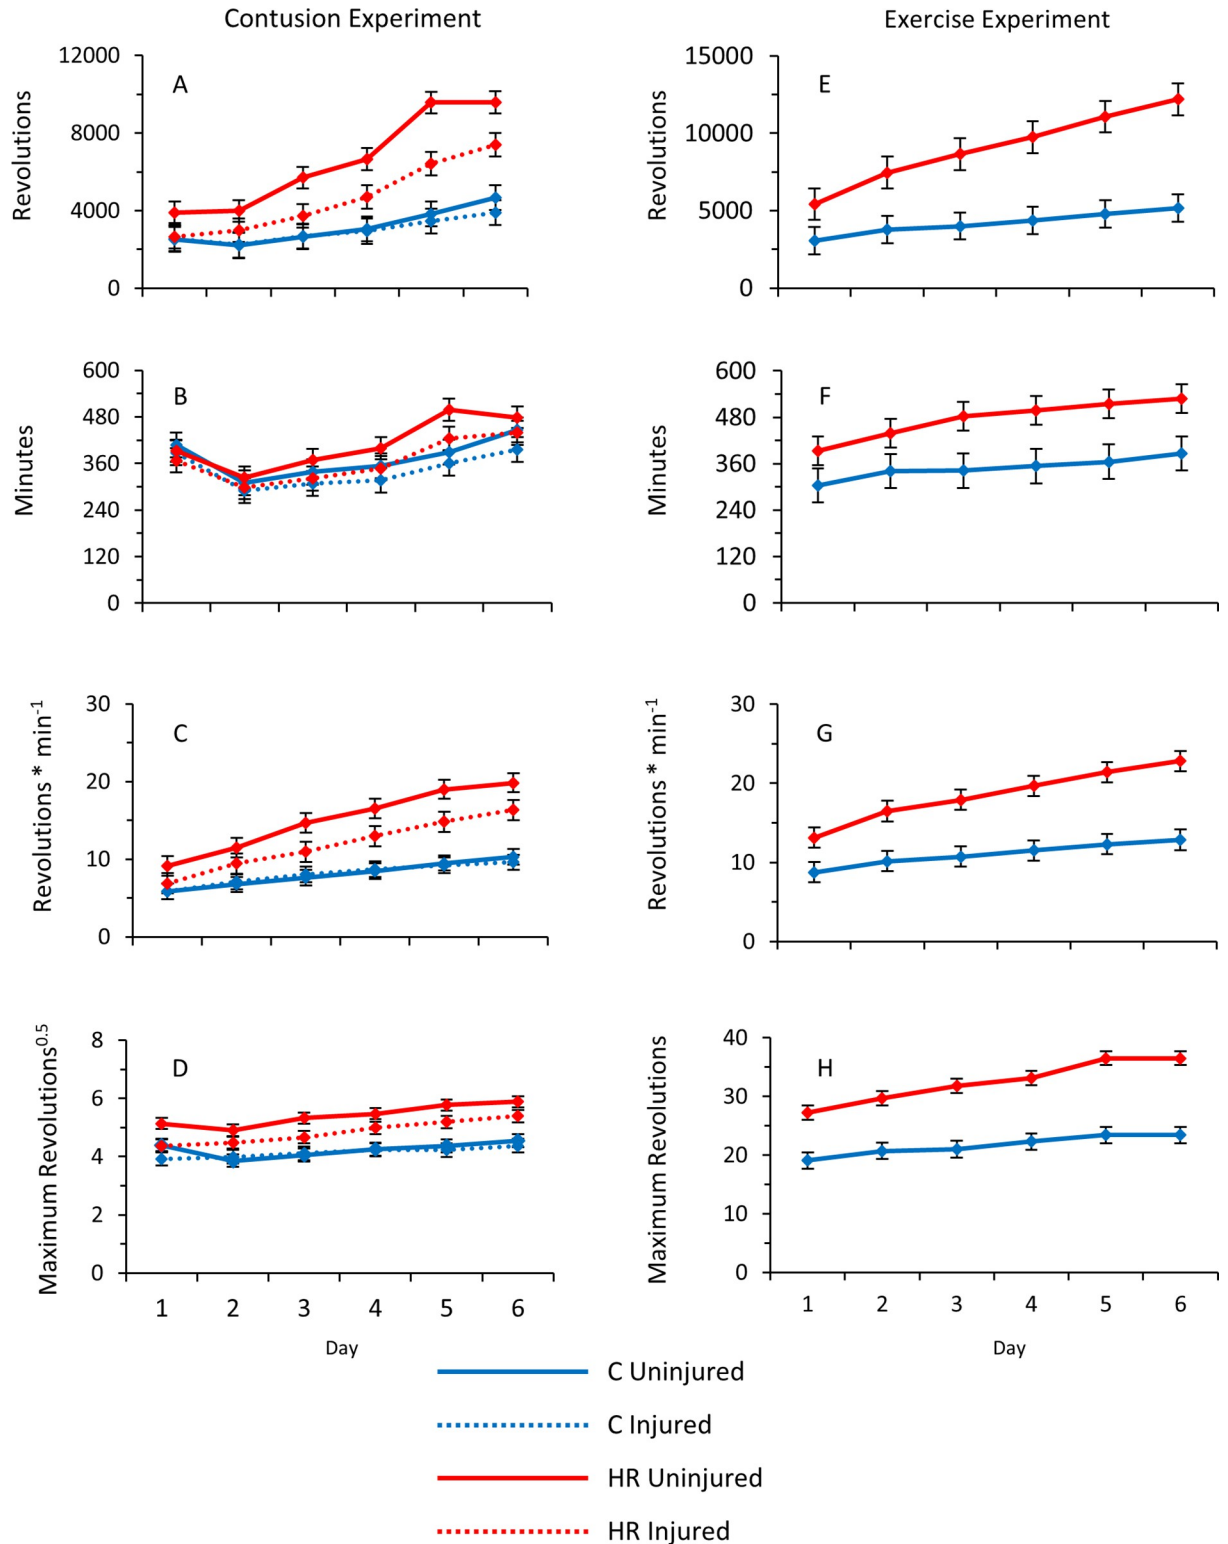 Contusion Experiment
Exercise Experiment
A
Revolutions
12000
8000
4000
0
E
Revolutions
15000
10000
5000
0
B
Minutes
600
480
360
240
120
0
F
Minutes
600
480
360
240
120
0
C
Revolutions * min⁻¹
30
20
10
0
G
Revolutions * min⁻¹
30
20
10
0
D
Maximum Revolutions⁰·⁵
8
6
4
2
0
1 2 3 4 5 6
Day
H
Maximum Revolutions
40
30
20
10
0
1 2 3 4 5 6
Day
C Uninjured
C Injured
HR Uninjured
HR Injured